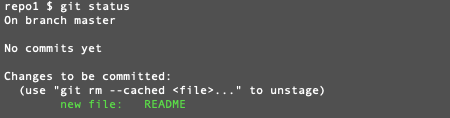 repo1 $ git status
On branch master

No commits yet

Changes to be committed:
  (use "git rm --cached <file>..." to unstage)
        new file:   README